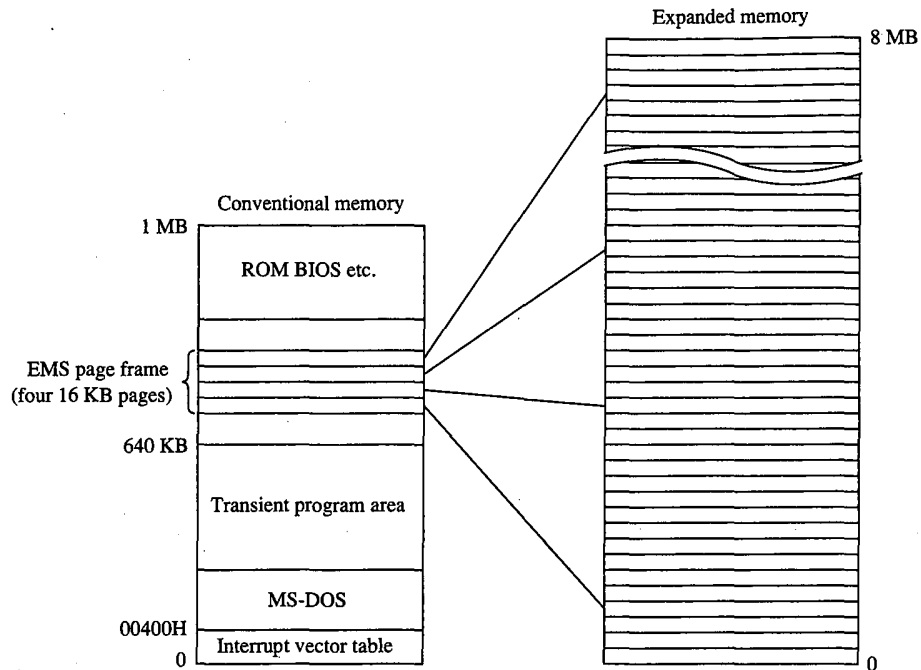 Expanded memory
8 MB
Conventional memory
1 MB
ROM BIOS etc.
EMS page frame
(four 16 KB pages)
640 KB
Transient program area
MS-DOS
00400H
Interrupt vector table
0
0